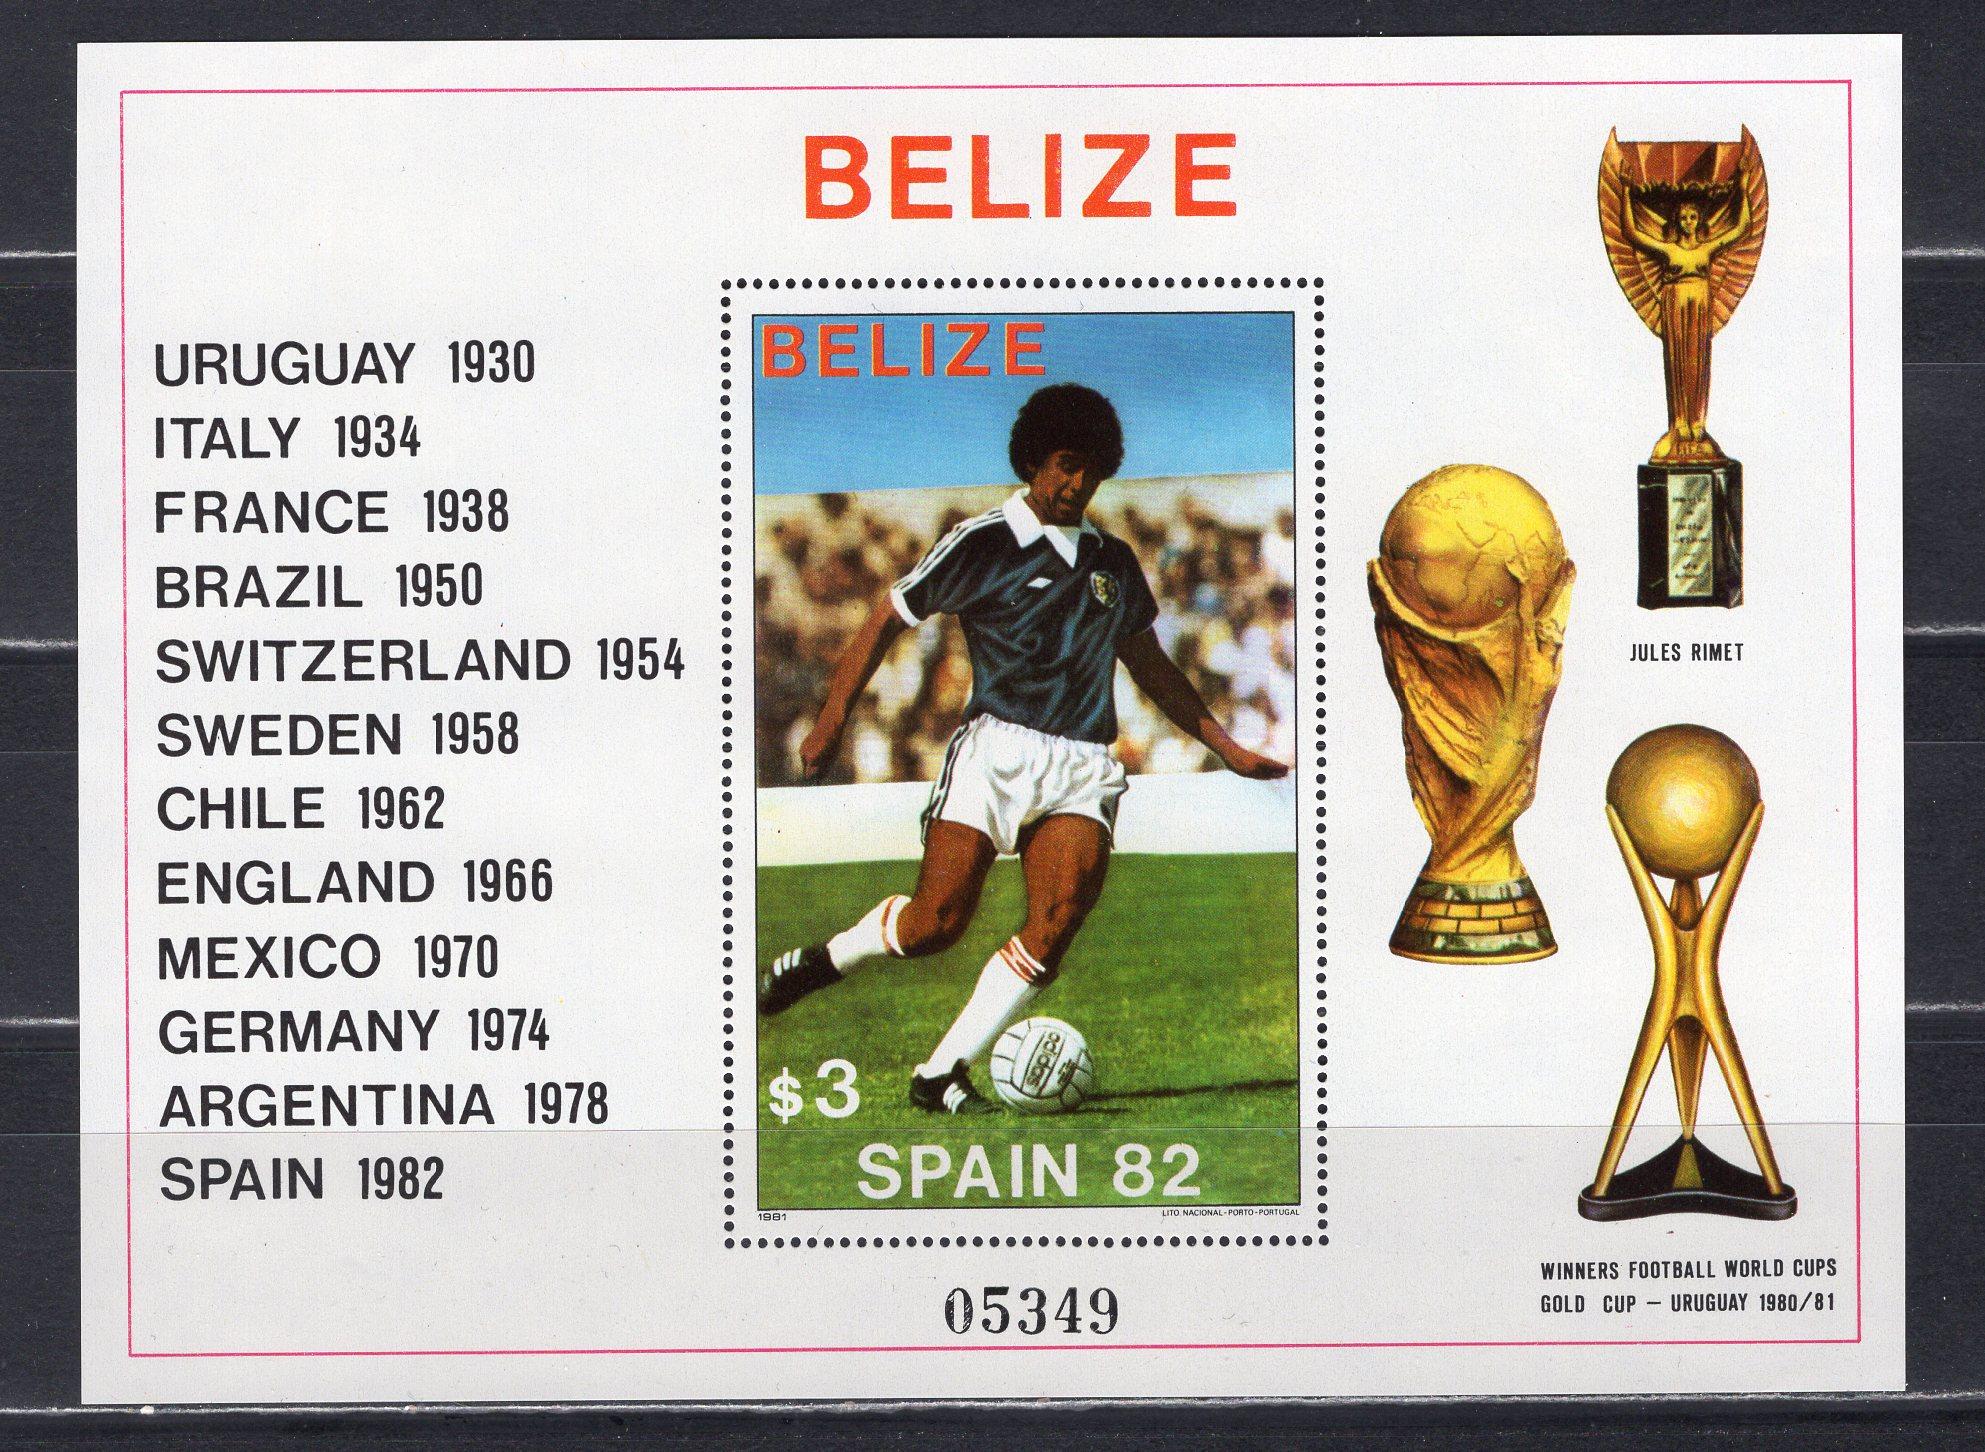 BELIZE
URUGUAY 1930
ITALY 1934
FRANCE 1938
BRAZIL 1950
SWITZERLAND 1954
SWEDEN 1958
CHILE 1962
ENGLAND 1966
MEXICO 1970
GERMANY 1974
ARGENTINA 1978
SPAIN 1982
BELIZE
$3
SPAIN 82
1981
LITO. NACIONAL-PORTO-PORTUGAL
05349
JULES RIMET
WINNERS FOOTBALL WORLD CUPS
GOLD CUP – URUGUAY 1980/81